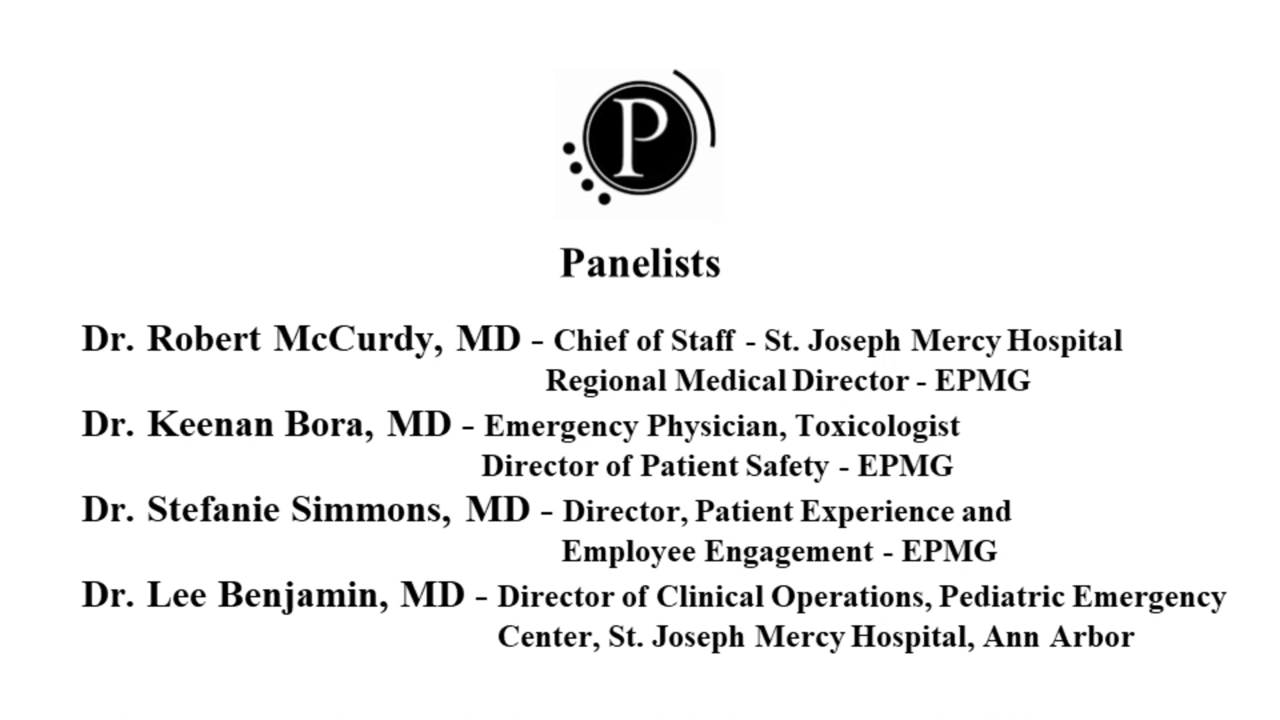 P
Panelists
Dr. Robert McCurdy, MD - Chief of Staff - St. Joseph Mercy Hospital
Regional Medical Director - EPMG
Dr. Keenan Bora, MD - Emergency Physician, Toxicologist
Director of Patient Safety - EPMG
Dr. Stefanie Simmons, MD - Director, Patient Experience and
Employee Engagement - EPMG
Dr. Lee Benjamin, MD - Director of Clinical Operations, Pediatric Emergency
Center, St. Joseph Mercy Hospital, Ann Arbor